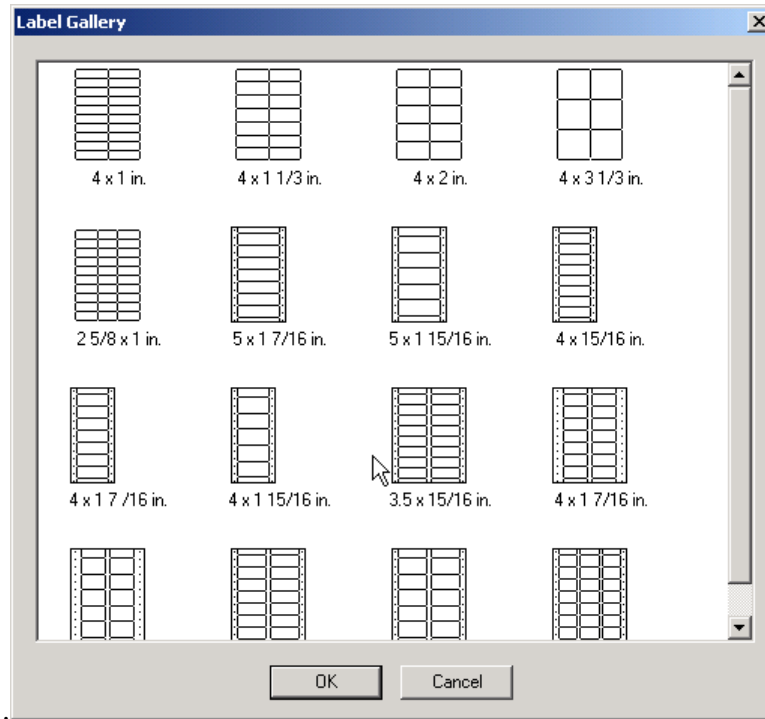 Label Gallery
4 x 1 in.
4 x 1 1/3 in.
4 x 2 in.
4 x 3 1/3 in.
2 5/8 x 1 in.
5 x 1 7/16 in.
5 x 1 15/16 in.
4 x 15/16 in.
4 x 1 7 /16 in.
4 x 1 15/16 in.
3.5 x 15/16 in.
4 x 1 7/16 in.
OK
Cancel
.